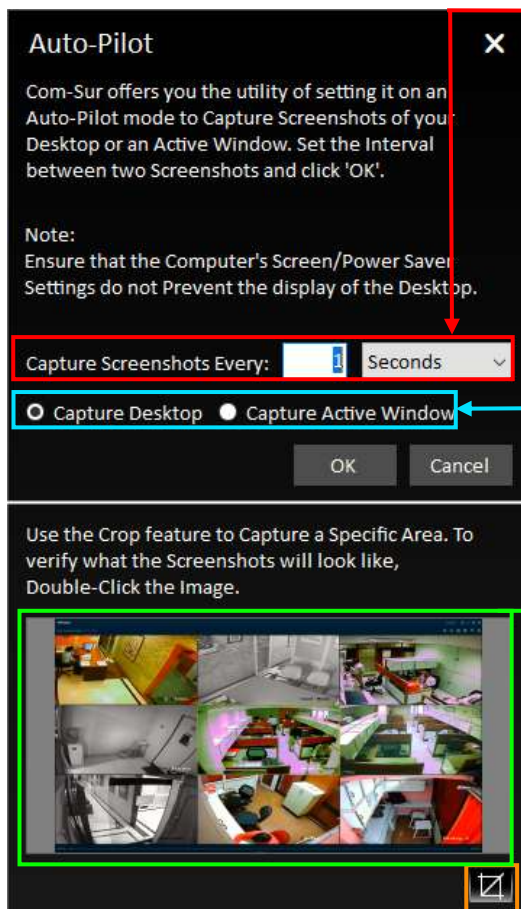 Auto-Pilot
Com-Sur offers you the utility of setting it on an
Auto-Pilot mode to Capture Screenshots of your
Desktop or an Active Window. Set the Interval
between two Screenshots and click 'OK'.
Note:
Ensure that the Computer's Screen/Power Saver
Settings do not Prevent the display of the Desktop.
Capture Screenshots Every: 1 Seconds
Capture Desktop Capture Active Window
OK Cancel
Use the Crop feature to Capture a Specific Area. To
verify what the Screenshots will look like,
Double-Click the Image.